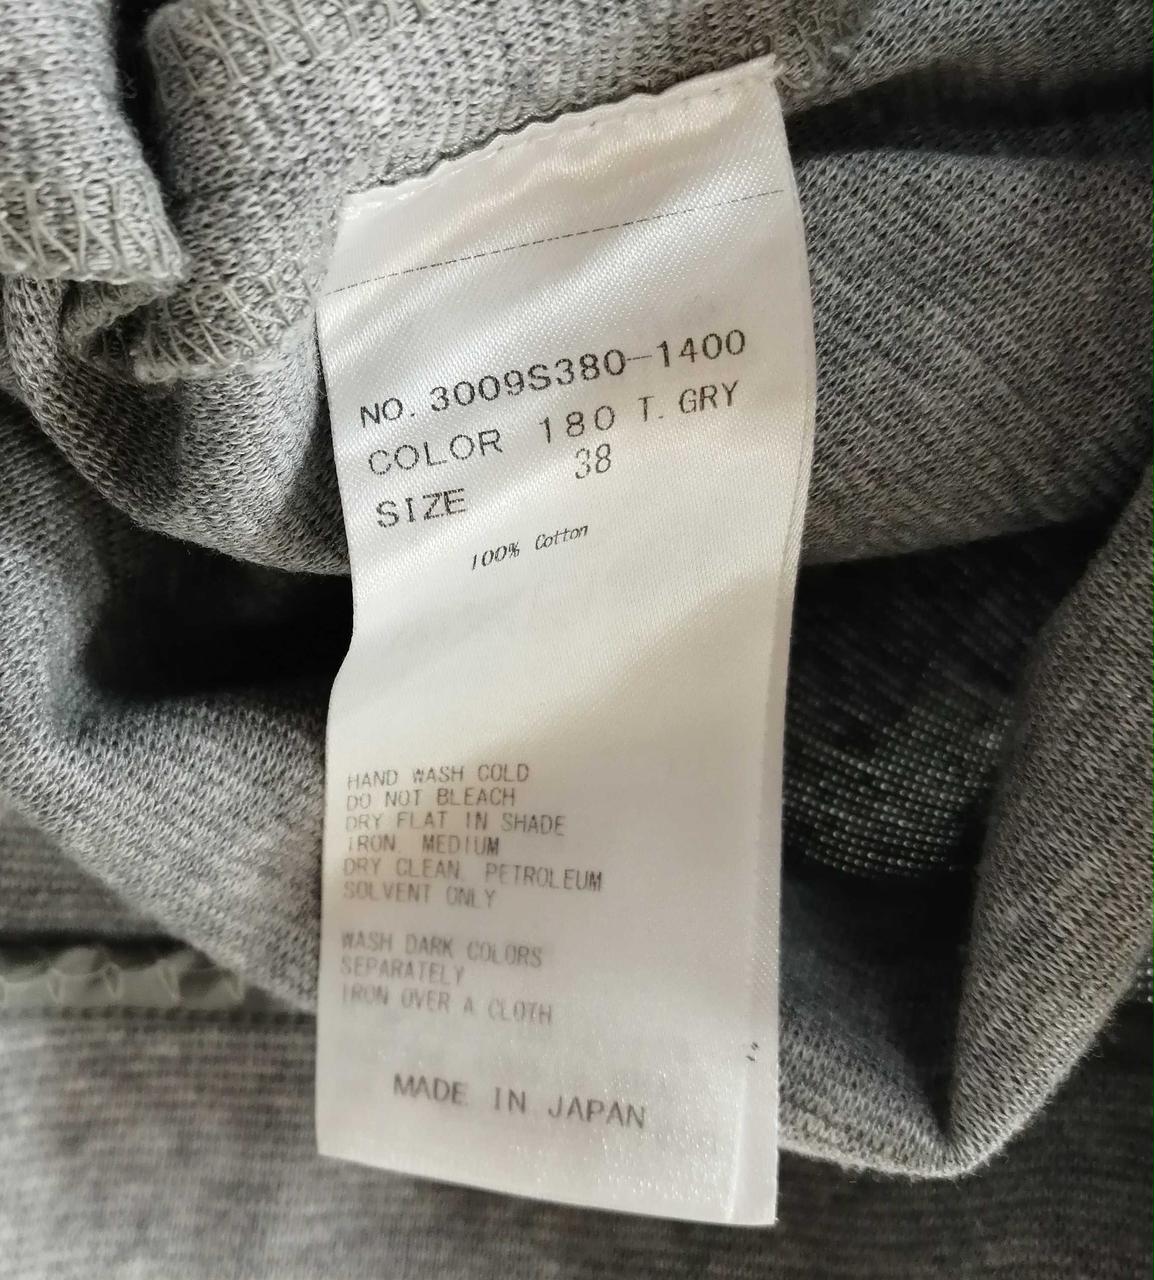 NO. 3009S380-1400
COLOR 180 T. GRY
SIZE 38
100% Cotton
HAND WASH COLD
DO NOT BLEACH
DRY FLAT IN SHADE
IRON MEDIUM
DRY CLEAN, PETROLEUM
SOLVENT ONLY
WASH DARK COLORS
SEPARATELY
IRON OVER A CLOTH
MADE IN JAPAN